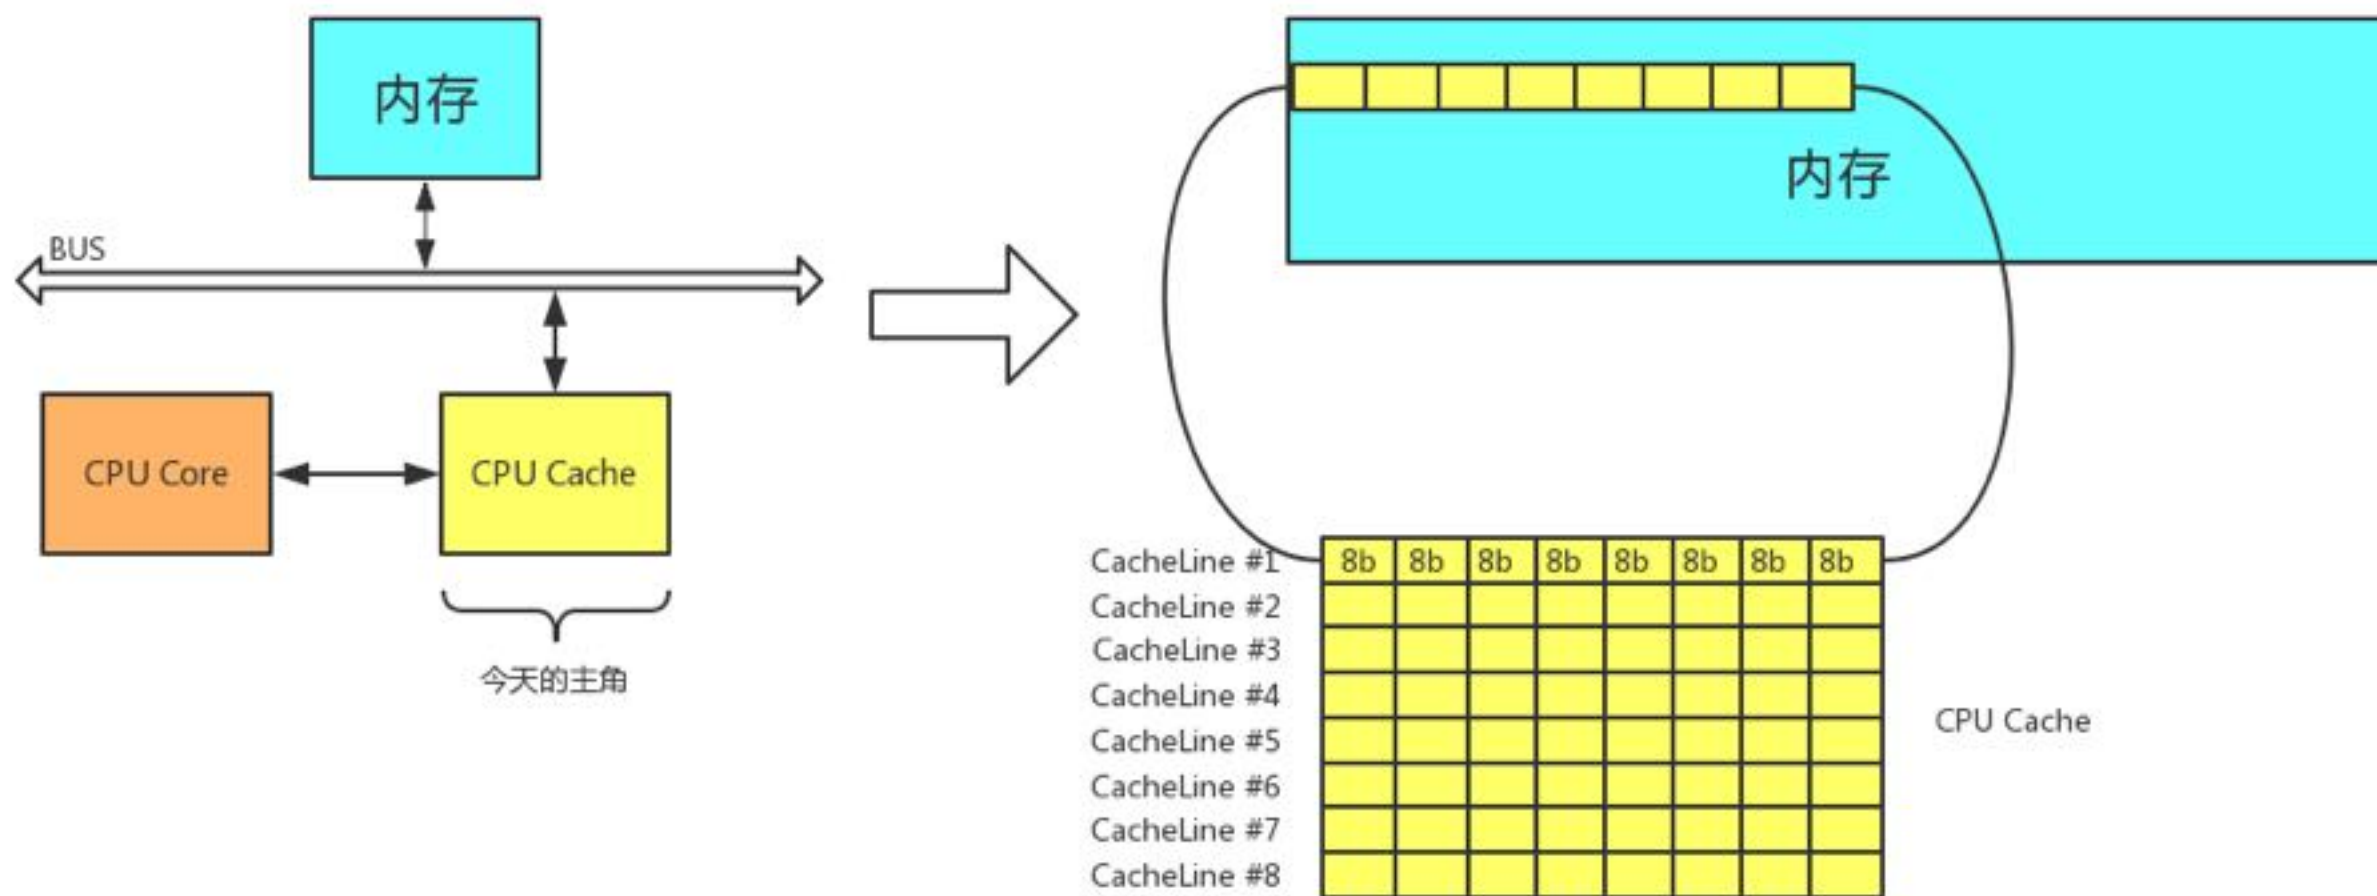 内存
BUS
CPU Core
CPU Cache
今天的主角
内存
CacheLine #1 8b 8b 8b 8b 8b 8b 8b 8b
CacheLine #2
CacheLine #3
CacheLine #4
CacheLine #5
CacheLine #6
CacheLine #7
CacheLine #8
CPU Cache